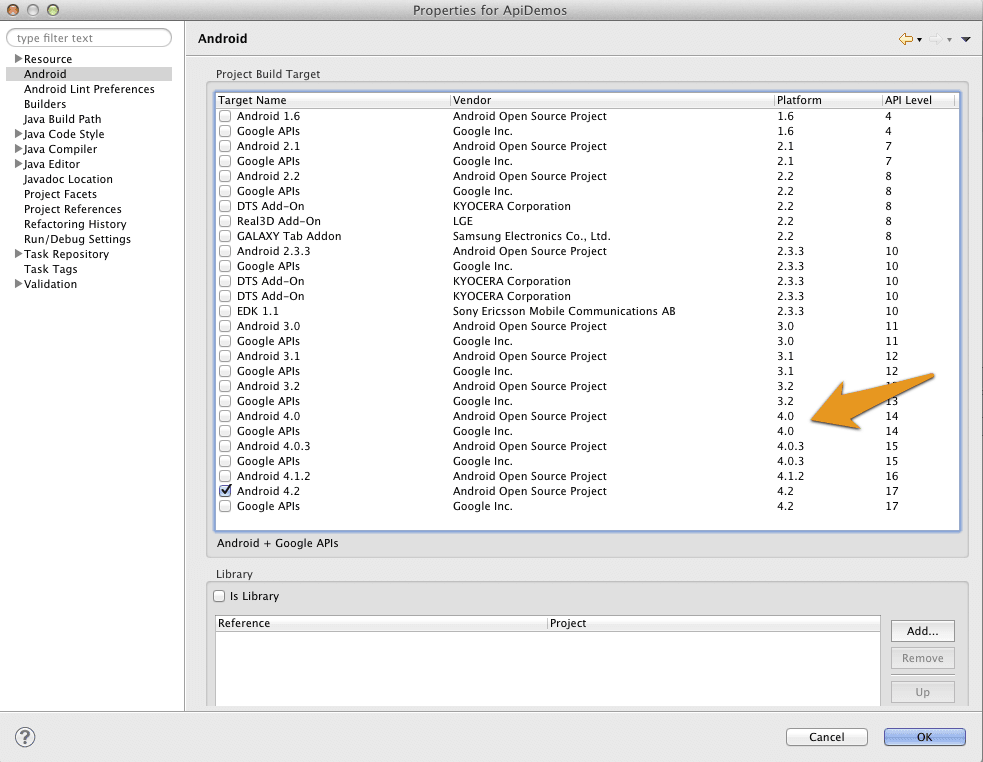 Properties for ApiDemos
type filter text
Resource
Android
Android Lint Preferences
Builders
Java Build Path
Java Code Style
Java Compiler
Java Editor
Javadoc Location
Project Facets
Project References
Refactoring History
Run/Debug Settings
Task Repository
Task Tags
Validation
Android
Project Build Target
Target Name Vendor Platform API Level
Android 1.6 Android Open Source Project 1.6 4
Google APIs Google Inc. 1.6 4
Android 2.1 Android Open Source Project 2.1 7
Google APIs Google Inc. 2.1 7
Android 2.2 Android Open Source Project 2.2 8
Google APIs Google Inc. 2.2 8
DTS Add-On KYOCERA Corporation 2.2 8
Real3D Add-On LGE 2.2 8
GALAXY Tab Addon Samsung Electronics Co., Ltd. 2.2 8
Android 2.3.3 Android Open Source Project 2.3.3 10
Google APIs Google Inc. 2.3.3 10
DTS Add-On KYOCERA Corporation 2.3.3 10
DTS Add-On KYOCERA Corporation 2.3.3 10
EDK 1.1 Sony Ericsson Mobile Communications AB 2.3.3 10
Android 3.0 Android Open Source Project 3.0 11
Google APIs Google Inc. 3.0 11
Android 3.1 Android Open Source Project 3.1 12
Google APIs Google Inc. 3.1 12
Android 3.2 Android Open Source Project 3.2
Google APIs Google Inc. 3.2 13
Android 4.0 Android Open Source Project 4.0 14
Google APIs Google Inc. 4.0 14
Android 4.0.3 Android Open Source Project 4.0.3 15
Google APIs Google Inc. 4.0.3 15
Android 4.1.2 Android Open Source Project 4.1.2 16
Android 4.2 Android Open Source Project 4.2 17
Google APIs Google Inc. 4.2 17
Android + Google APIs
Library
Is Library
Reference Project
Add...
Remove
Up
?
Cancel OK